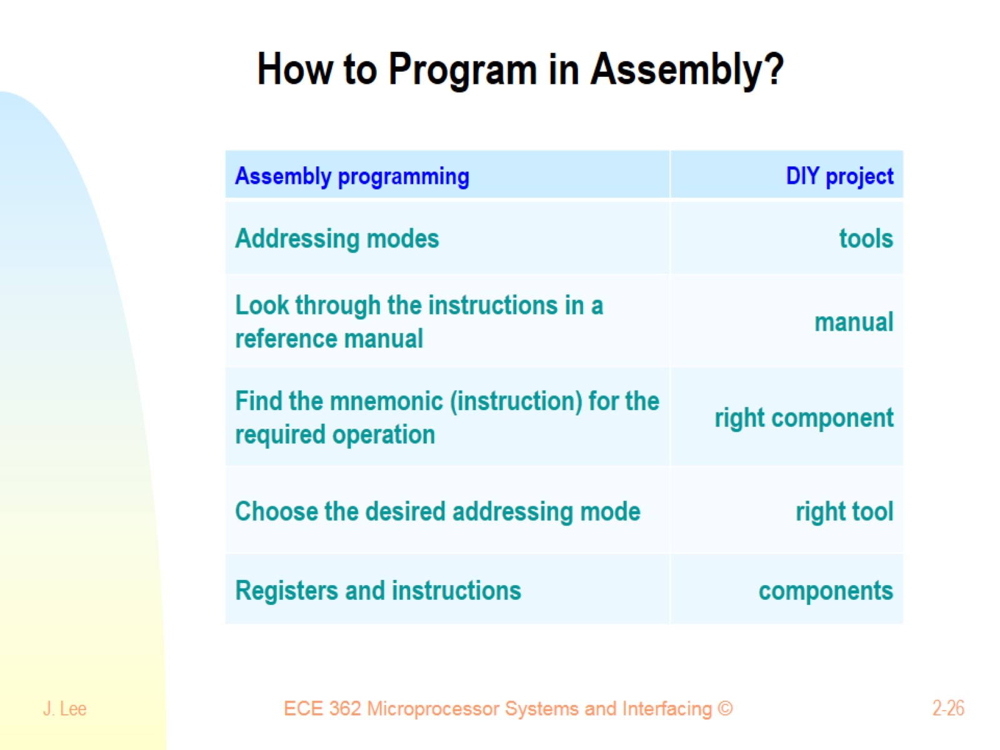 How to Program in Assembly?
Assembly programming
DIY project
Addressing modes
tools
Look through the instructions in a
reference manual
manual
Find the mnemonic (instruction) for the
required operation
right component
Choose the desired addressing mode
right tool
Registers and instructions
components
J. Lee
ECE 362 Microprocessor Systems and Interfacing ©
2-26